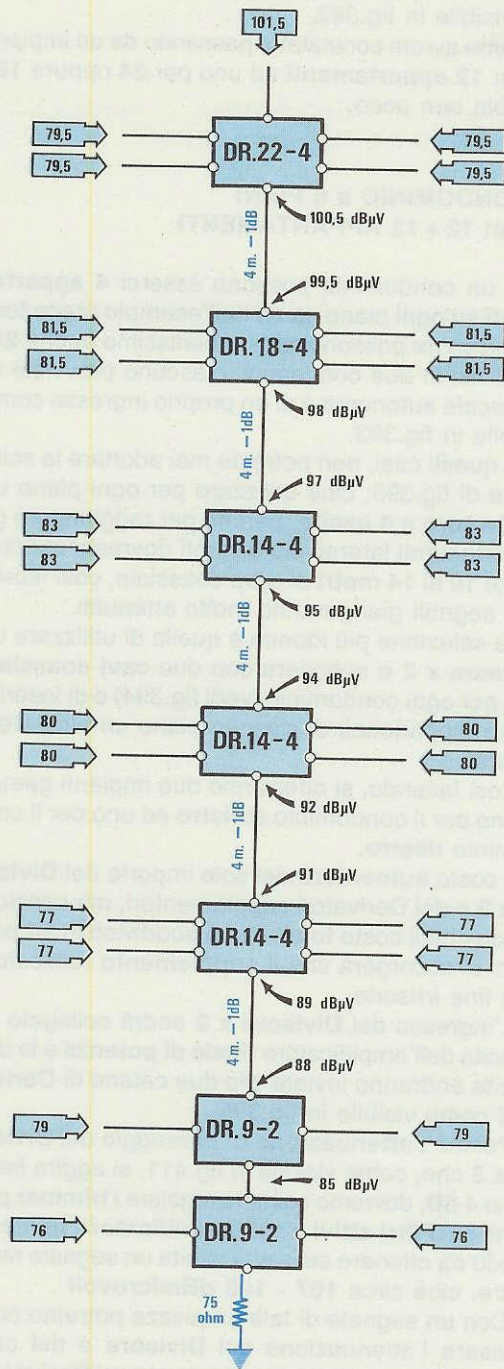 101,5
79,5 79,5
79,5 79,5
DR.22-4
100,5 dBµV
4 m. — 1dB
99,5 dBµV
81,5 81,5
81,5 81,5
DR.18-4
98 dBµV
4 m. — 1dB
97 dBµV
83 83
83 83
DR.14-4
95 dBµV
4 m. — 1dB
94 dBµV
80 80
80 80
DR.14-4
92 dBµV
4 m. — 1dB
91 dBµV
77 77
77 77
DR.14-4
89 dBµV
4 m. — 1dB
88 dBµV
79 79
DR.9-2
85 dBµV
76 76
DR.9-2
75
ohm